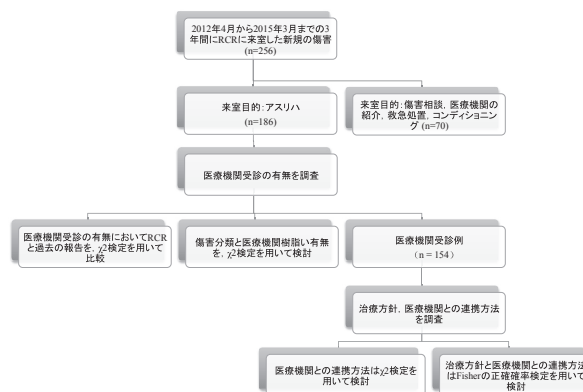 2012年4月から2015年3月までの3
年間にRCRに来室した新規の傷害
(n=256)
来室目的：アスリハ
(n=186)
来室目的：傷害相談，医療機関の
紹介，救急処置，コンディショニン
グ (n=70)
医療機関受診の有無を調査
医療機関受診の有無においてRCR
と過去の報告を，χ2検定を用いて
比較
傷害分類と医療機関樹脂い有無
を，χ2検定を用いて検討
医療機関受診例
（n = 154）
治療方針，医療機関との連携方法
を調査
医療機関との連携方法はχ2検定を
用いて検討
治療方針と医療機関との連携方法
はFisherの正確確率検定を用いて
検討